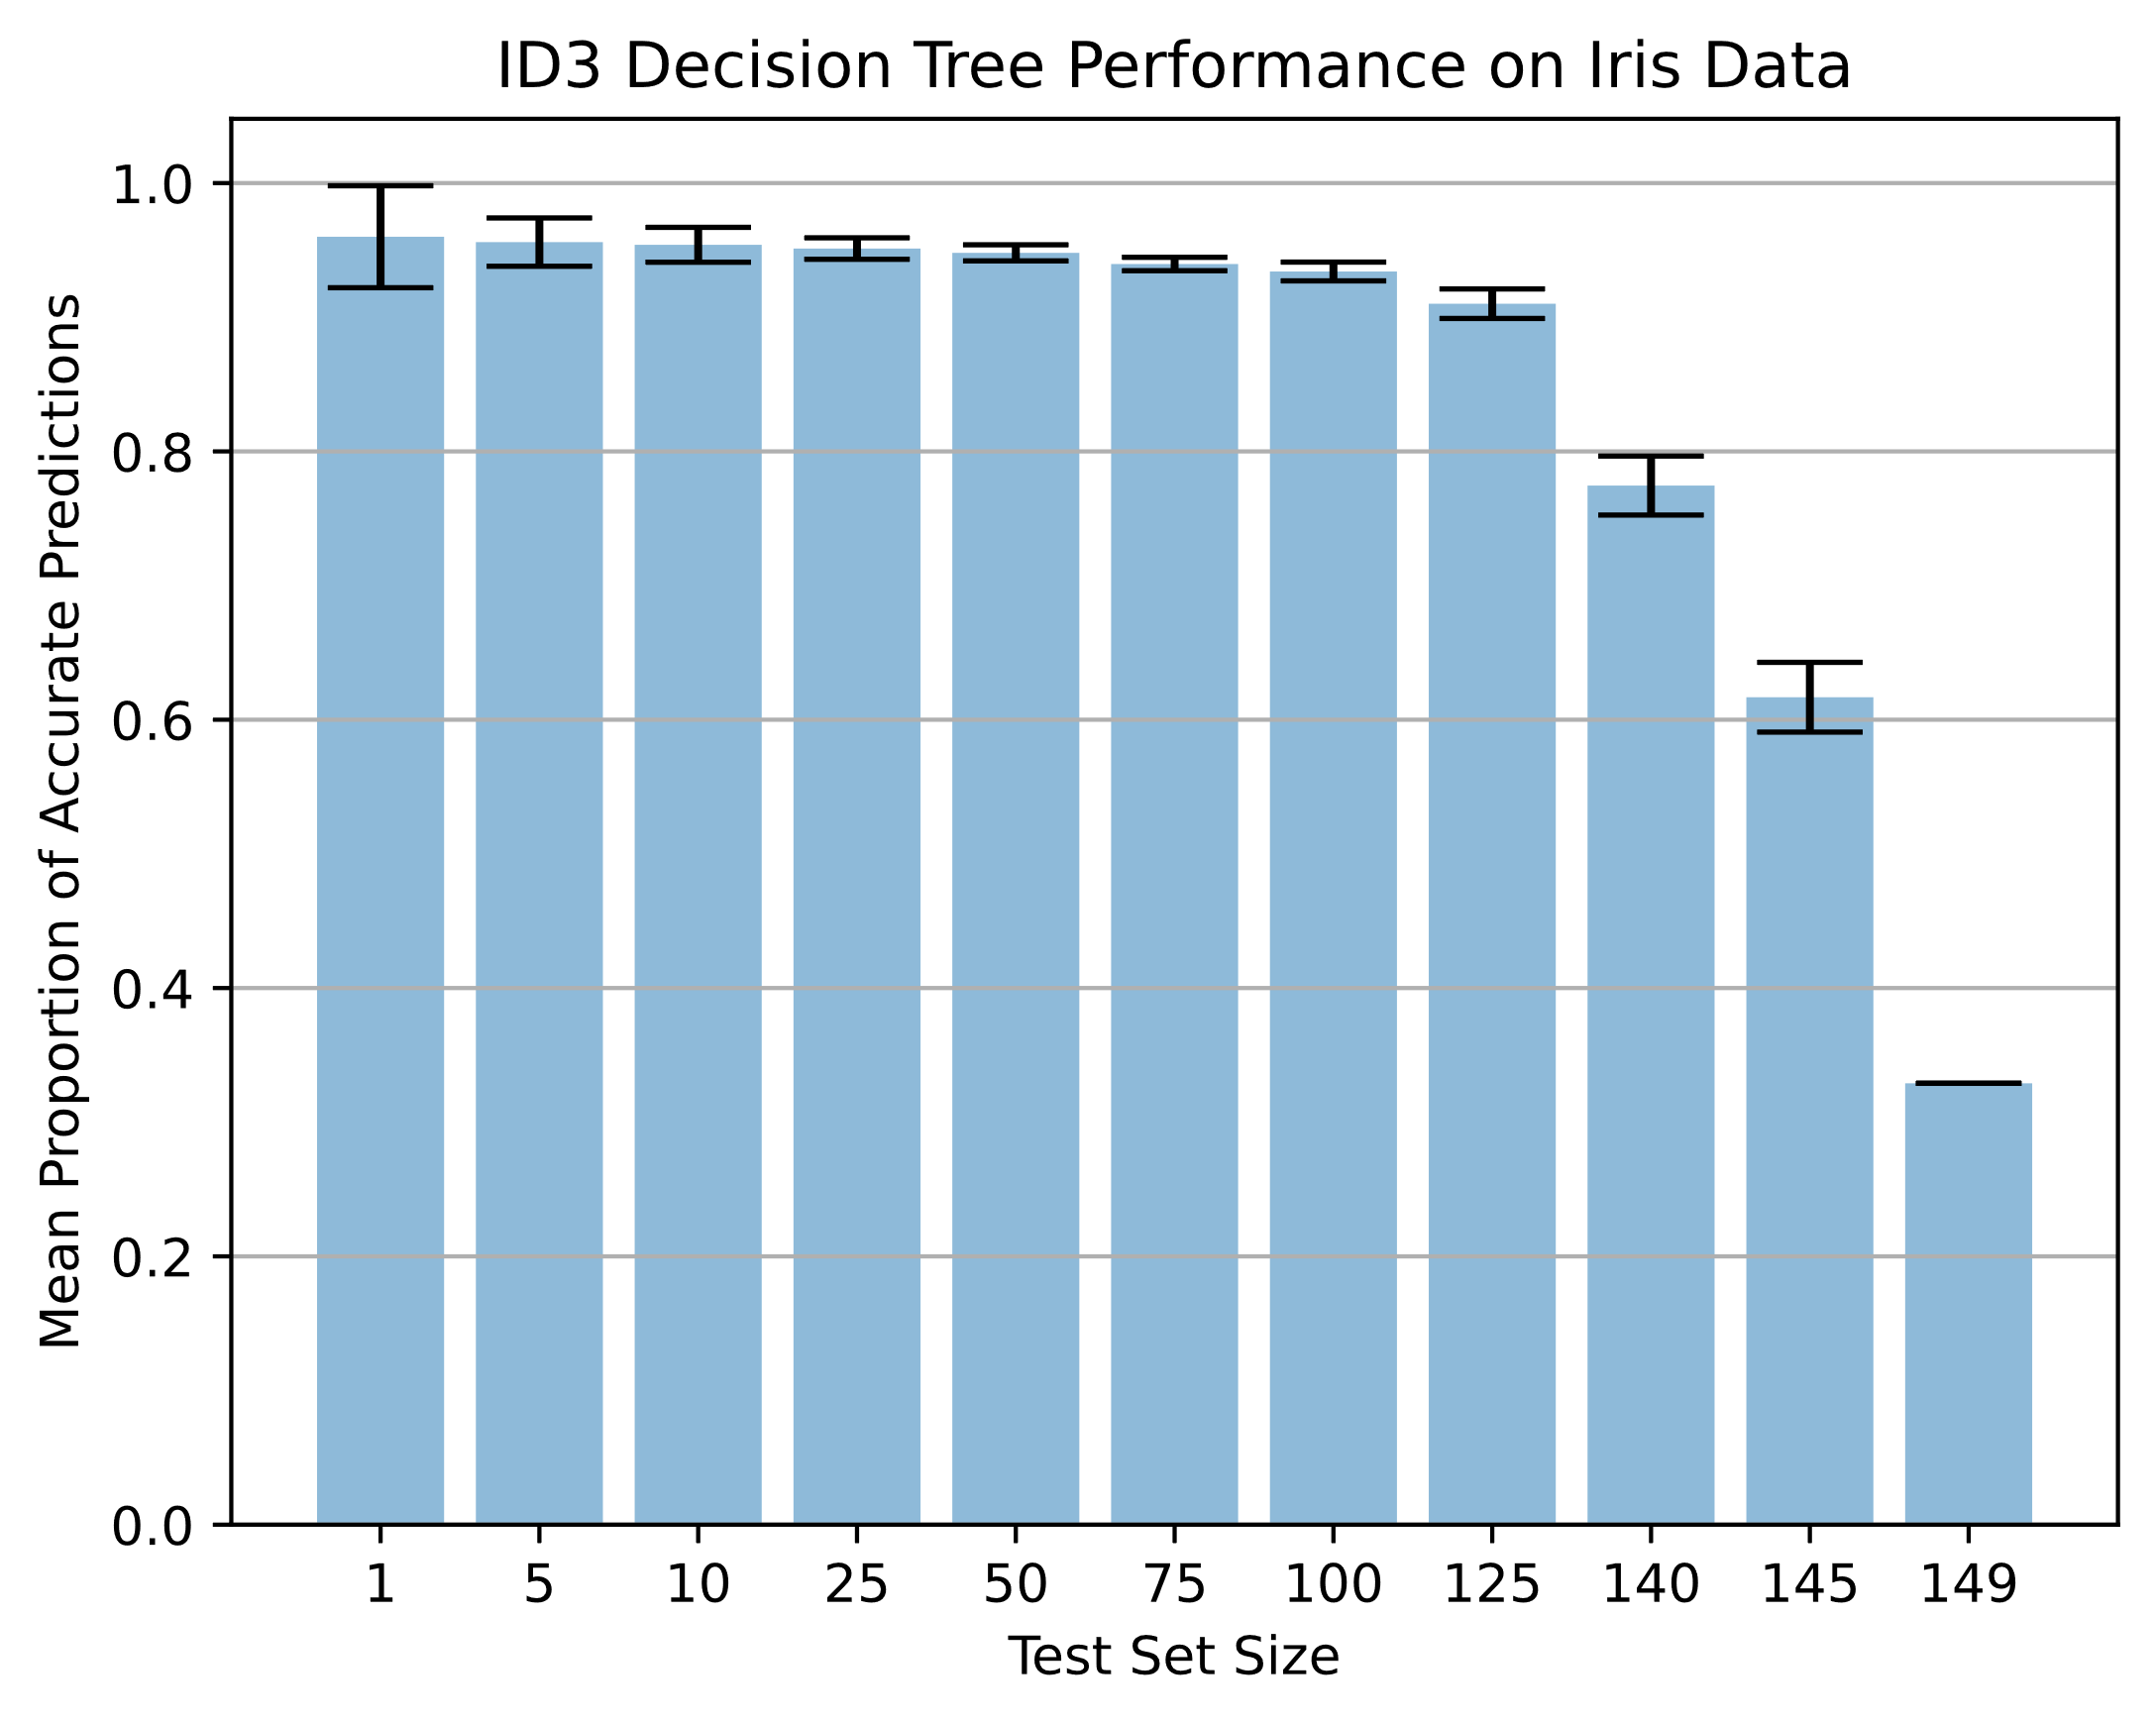 ID3 Decision Tree Performance on Iris Data
Mean Proportion of Accurate Predictions
1.0
0.8
0.6
0.4
0.2
0.0
1 5 10 25 50 75 100 125 140 145 149
Test Set Size